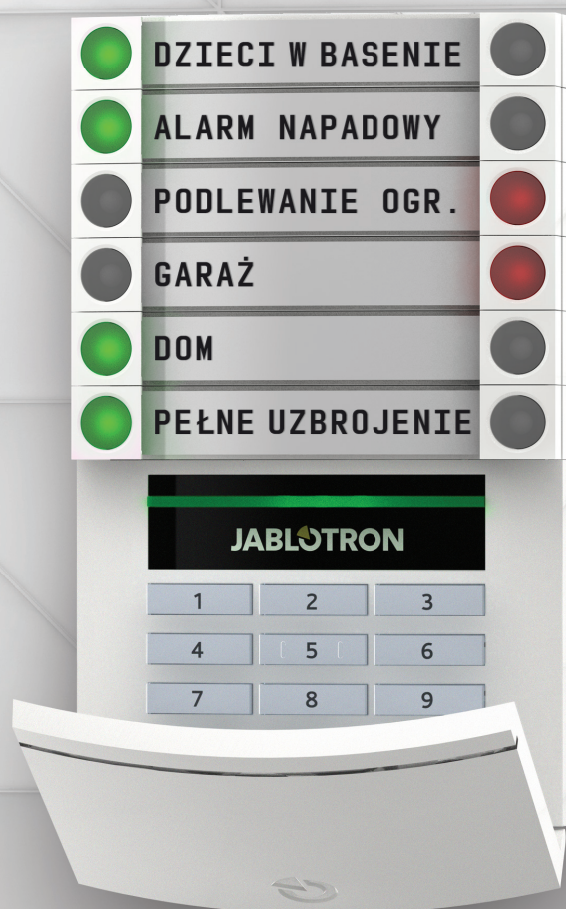 DZIECI W BASENIE
ALARM NAPADOWY
PODLEWANIE OGR.
GARAŻ
DOM
PEŁNE UZBROJENIE
JABLOTRON
1 2 3
4 5 6
7 8 9